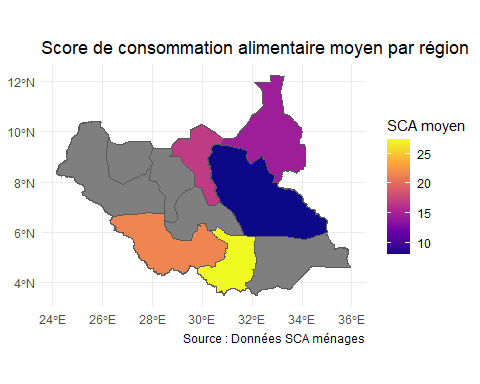 Score de consommation alimentaire moyen par région
12°N
10°N
8°N
6°N
4°N
24°E
26°E
28°E
30°E
32°E
34°E
36°E
SCA moyen
25
20
15
10
Source : Données SCA ménages